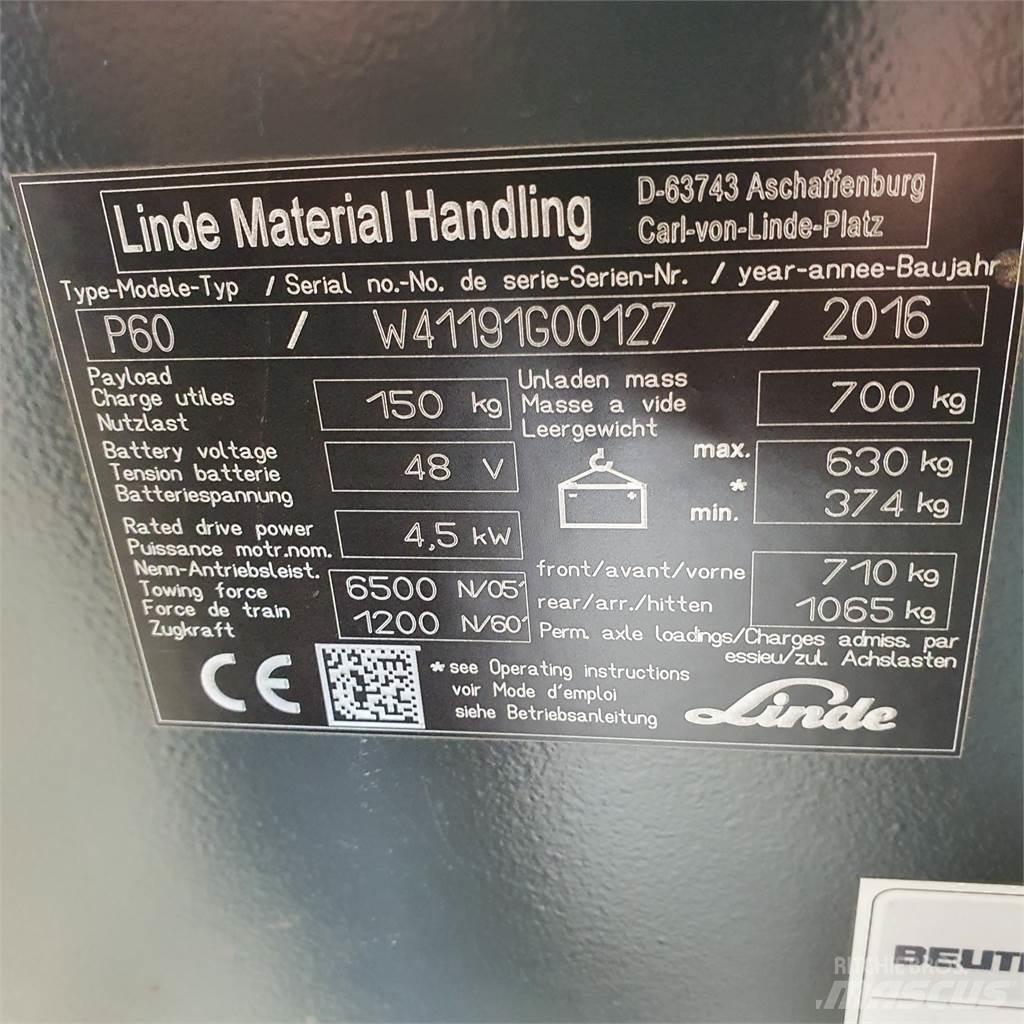 Linde Material Handling
D-63743 Aschaffenburg
Carl-von-Linde-Platz
Type-Modele-Typ / Serial no.-No. de serie-Serien-Nr. / year-annee-Baujahr
P60 / W41191G00127 / 2016
Payload
Charge utiles
Nutzlast
150 kg
Unladen mass
Masse a vide
Leergewicht
700 kg
Battery voltage
Tension batterie
Batteriespannung
48 V
max. 630 kg
*
min. 374 kg
Rated drive power
Puissance motr.nom.
Nenn-Antriebsleist.
4,5 kW
Towing force
Force de train
Zugkraft
6500 N/05'
1200 N/60'
front/avant/vorne 710 kg
rear/arr./hitten 1065 kg
Perm. axle loadings/Charges admiss. par
essieu/zul. Achslasten
CE
* see Operating instructions
voir Mode d'emploi
siehe Betriebsanleitung
Linde
BEUT
RITCHIE BROS.
mascus